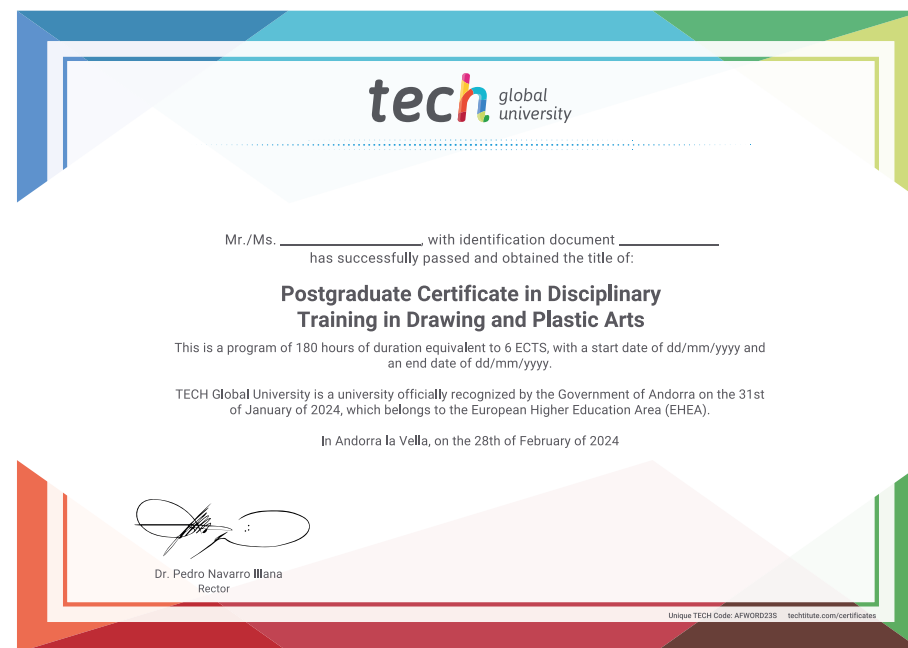 tech global
university
Mr./Ms. ____________________, with identification document ______________
has successfully passed and obtained the title of:
Postgraduate Certificate in Disciplinary
Training in Drawing and Plastic Arts
This is a program of 180 hours of duration equivalent to 6 ECTS, with a start date of dd/mm/yyyy and
an end date of dd/mm/yyyy.
TECH Global University is a university officially recognized by the Government of Andorra on the 31st
of January of 2024, which belongs to the European Higher Education Area (EHEA).
In Andorra la Vella, on the 28th of February of 2024
Dr. Pedro Navarro Illana
Rector
Unique TECH Code: AFWORD23S techtitute.com/certificates